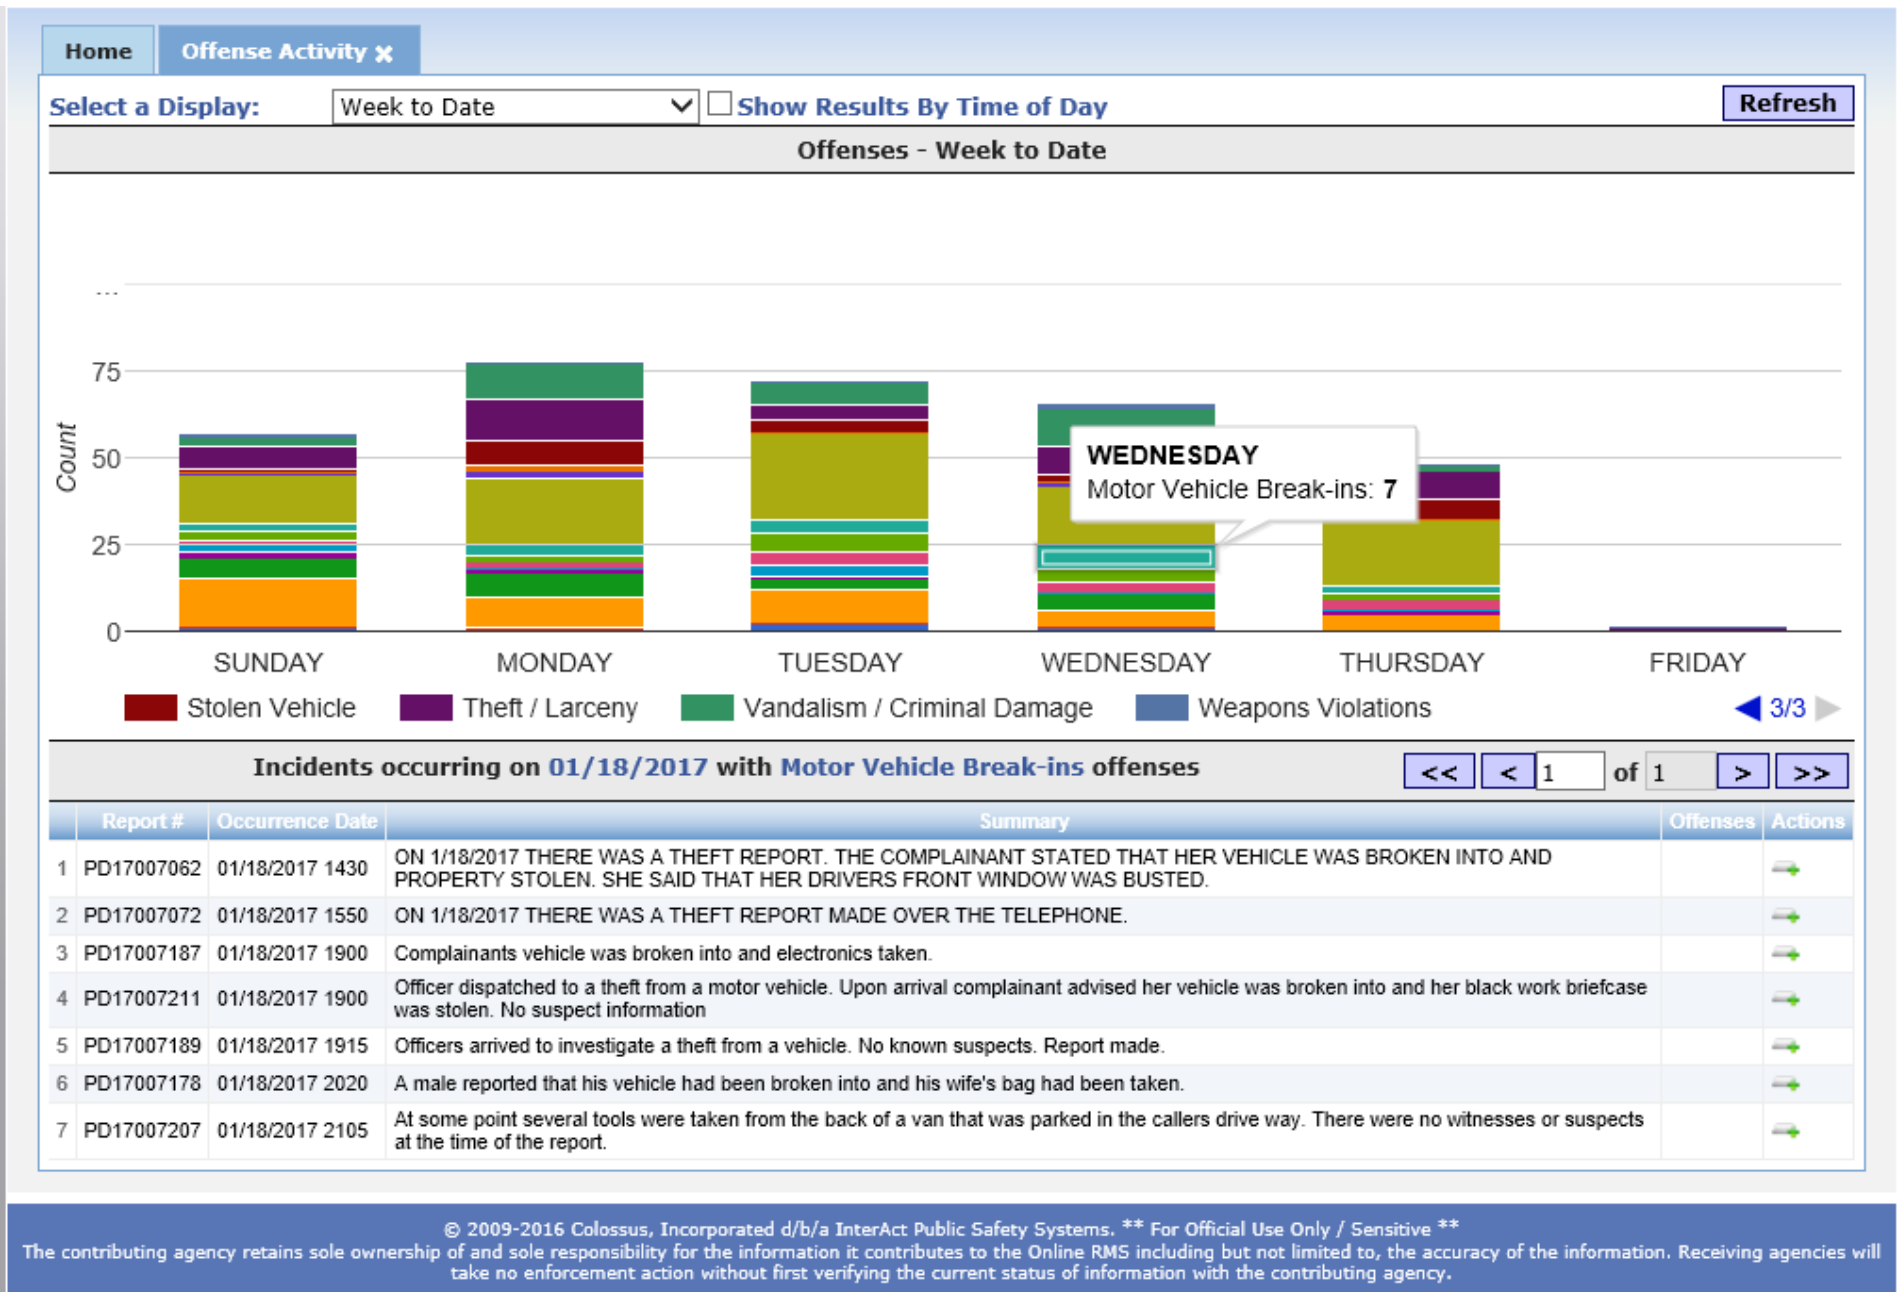 Home
Offense Activity
Select a Display:
Week to Date
Show Results By Time of Day
Refresh
Offenses - Week to Date
...
75
50
25
0
Count
WEDNESDAY
Motor Vehicle Break-ins: 7
SUNDAY
MONDAY
TUESDAY
WEDNESDAY
THURSDAY
FRIDAY
Stolen Vehicle
Theft / Larceny
Vandalism / Criminal Damage
Weapons Violations
3/3
Incidents occurring on 01/18/2017 with Motor Vehicle Break-ins offenses
<< < 1 of 1 > >>
Report # Occurrence Date Summary Offenses Actions
1 PD17007062 01/18/2017 1430 ON 1/18/2017 THERE WAS A THEFT REPORT. THE COMPLAINANT STATED THAT HER VEHICLE WAS BROKEN INTO AND
PROPERTY STOLEN. SHE SAID THAT HER DRIVERS FRONT WINDOW WAS BUSTED.
2 PD17007072 01/18/2017 1550 ON 1/18/2017 THERE WAS A THEFT REPORT MADE OVER THE TELEPHONE.
3 PD17007187 01/18/2017 1900 Complainants vehicle was broken into and electronics taken.
4 PD17007211 01/18/2017 1900 Officer dispatched to a theft from a motor vehicle. Upon arrival complainant advised her vehicle was broken into and her black work briefcase
was stolen. No suspect information
5 PD17007189 01/18/2017 1915 Officers arrived to investigate a theft from a vehicle. No known suspects. Report made.
6 PD17007178 01/18/2017 2020 A male reported that his vehicle had been broken into and his wife's bag had been taken.
7 PD17007207 01/18/2017 2105 At some point several tools were taken from the back of a van that was parked in the callers drive way. There were no witnesses or suspects
at the time of the report.
© 2009-2016 Colossus, Incorporated d/b/a InterAct Public Safety Systems. ** For Official Use Only / Sensitive **
The contributing agency retains sole ownership of and sole responsibility for the information it contributes to the Online RMS including but not limited to, the accuracy of the information. Receiving agencies will
take no enforcement action without first verifying the current status of information with the contributing agency.